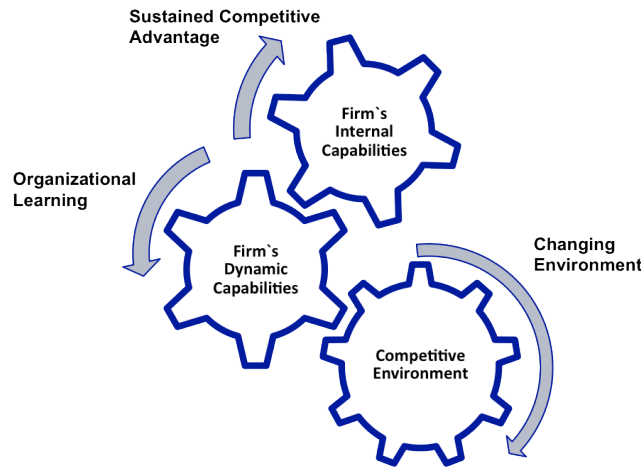 Sustained Competitive
Advantage
Firm`s
Internal
Capabilities
Organizational
Learning
Firm`s
Dynamic
Capabilities
Changing
Environment
Competitive
Environment